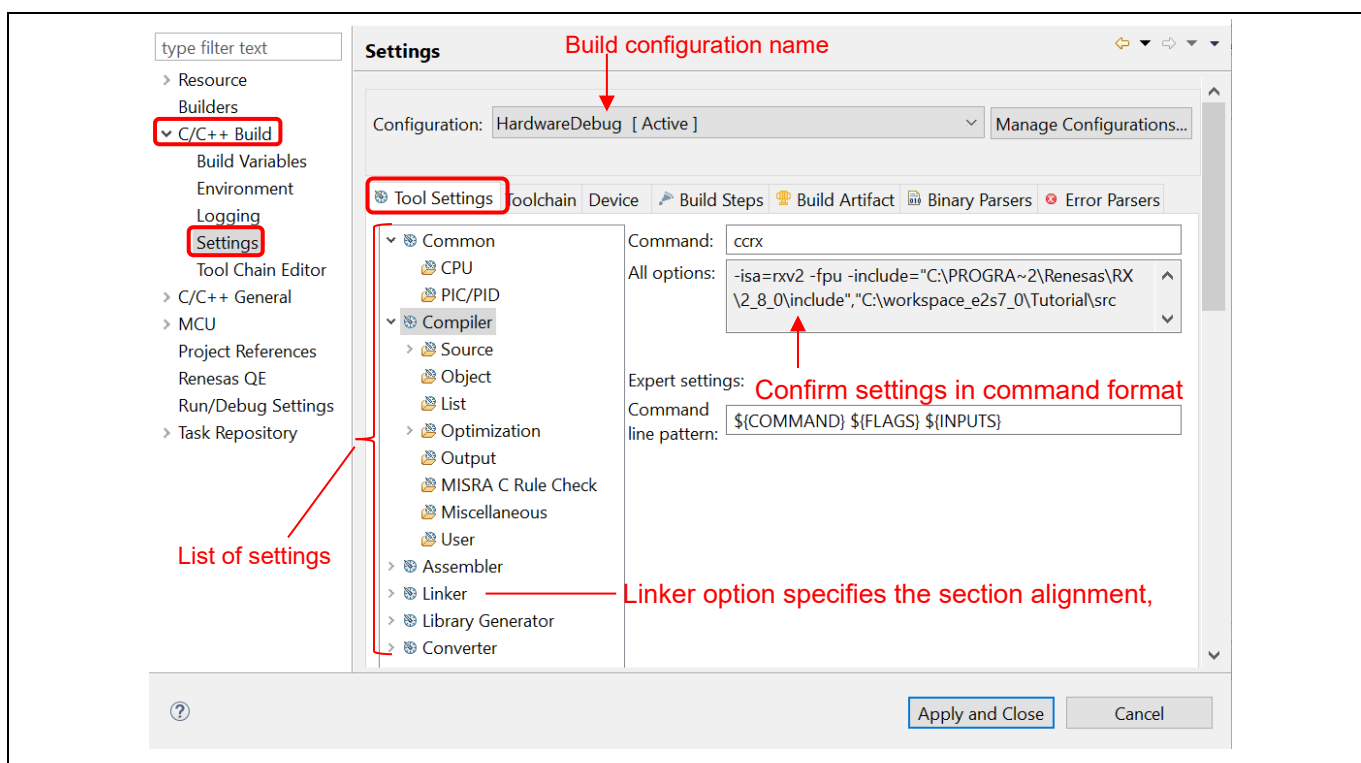 type filter text
Resource
Builders
C/C++ Build
Build Variables
Environment
Logging
Settings
Tool Chain Editor
C/C++ General
MCU
Project References
Renesas QE
Run/Debug Settings
Task Repository
List of settings
Settings
Build configuration name
Configuration: HardwareDebug [ Active ] Manage Configurations...
Tool Settings Toolchain Device Build Steps Build Artifact Binary Parsers Error Parsers
Common
CPU
PIC/PID
Compiler
Source
Object
List
Optimization
Output
MISRA C Rule Check
Miscellaneous
User
Assembler
Linker
Library Generator
Converter
Command: ccrx
All options: -isa=rxv2 -fpu -include="C:\PROGRA~2\Renesas\RX
\2_8_0\include","C:\workspace_e2s7_0\Tutorial\src
Confirm settings in command format
Expert settings:
Command
line pattern: ${COMMAND} ${FLAGS} ${INPUTS}
Linker option specifies the section alignment,
? Apply and Close Cancel